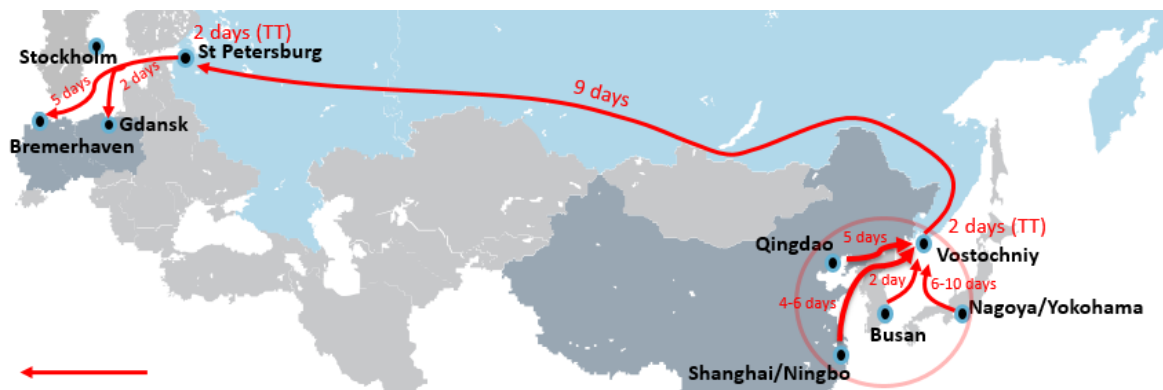 2 days (TT)
Stockholm
St Petersburg
5 days
2 days
9 days
Gdansk
Bremerhaven
2 days (TT)
Qingdao
5 days
Vostochniy
2 day
6-10 days
4-6 days
Nagoya/Yokohama
Busan
Shanghai/Ningbo